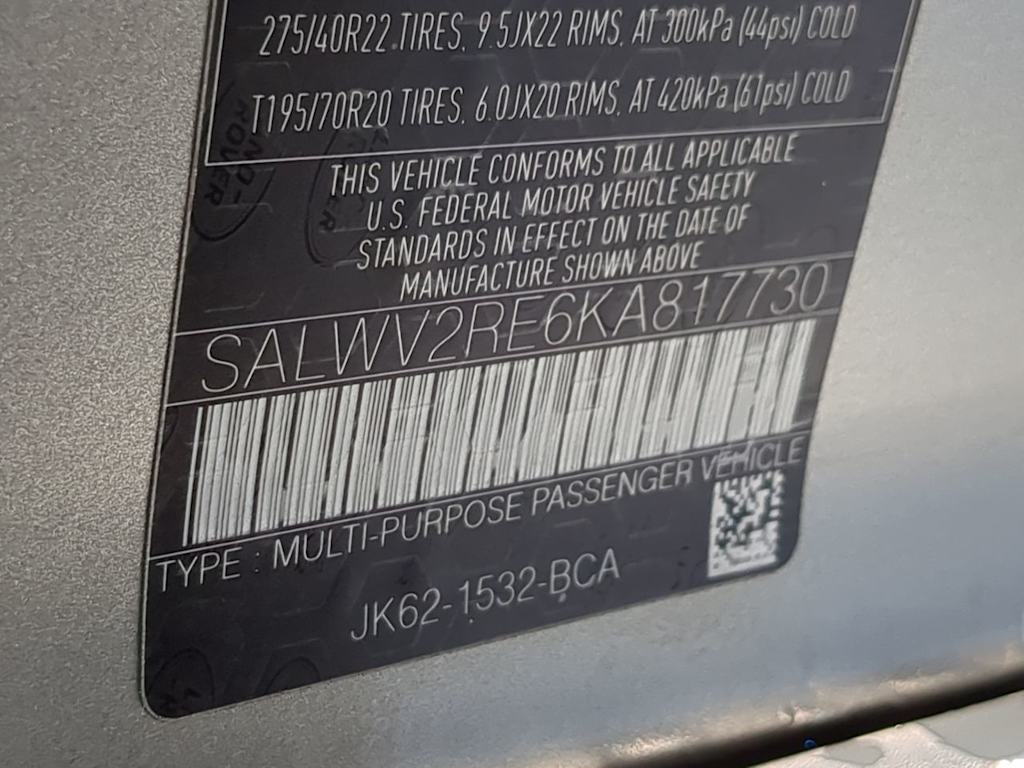 275/40R22 TIRES, 9.5JX22 RIMS, AT 300kPa (44psi) COLD
T195/70R20 TIRES, 6.0JX20 RIMS, AT 420kPa (61psi) COLD
THIS VEHICLE CONFORMS TO ALL APPLICABLE
U.S. FEDERAL MOTOR VEHICLE SAFETY
STANDARDS IN EFFECT ON THE DATE OF
MANUFACTURE SHOWN ABOVE
SALWV2RE6KA817730
TYPE : MULTI-PURPOSE PASSENGER VEHICLE
JK62-1532-BCA